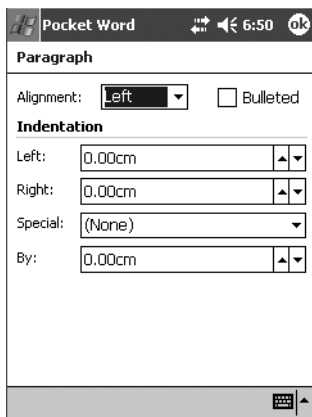 Pocket Word 6:50 ok
Paragraph
Alignment: Left Bulleted
Indentation
Left: 0.00cm
Right: 0.00cm
Special: (None)
By: 0.00cm